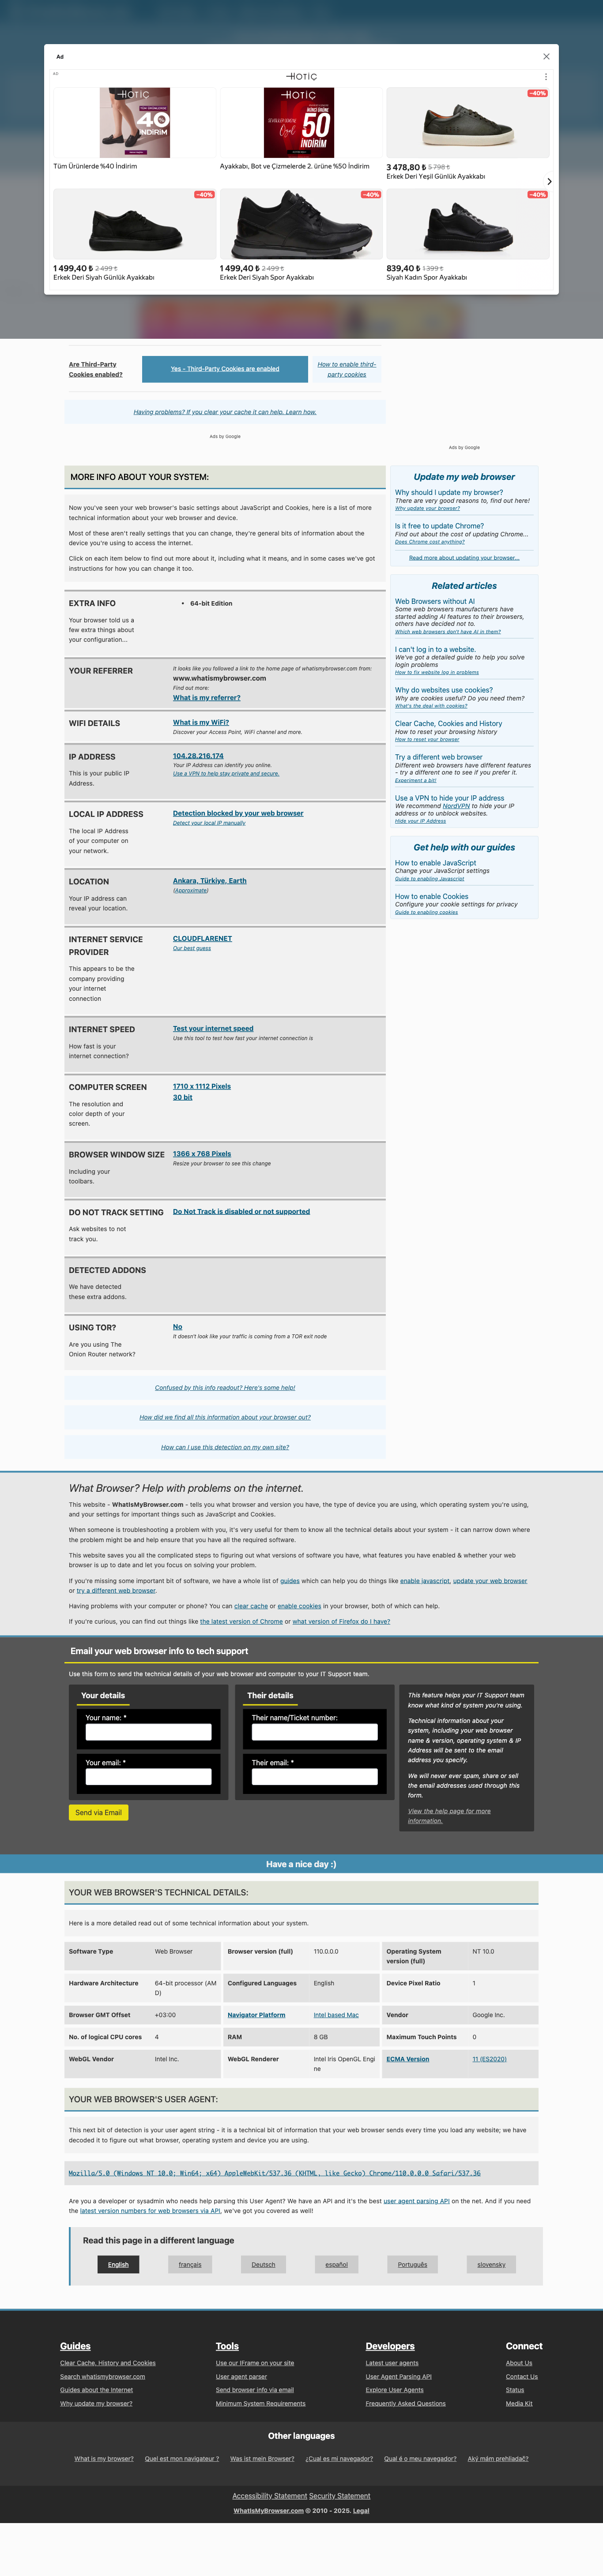 Ad
AD
HOTİÇ
HOTİÇ
TÜM ÜRÜNLERDE
40
İNDİRİM
Tüm Ürünlerde %40 İndirim
HOTİÇ
50
İNDİRİM
Ayakkabı, Bot ve Çizmelerde 2. ürüne %50 İndirim
-40%
3 478,80 ₺ 5 798 ₺
Erkek Deri Yeşil Günlük Ayakkabı
-40%
1 499,40 ₺ 2 499 ₺
Erkek Deri Siyah Günlük Ayakkabı
-40%
1 499,40 ₺ 2 499 ₺
Erkek Deri Siyah Spor Ayakkabı
-40%
839,40 ₺ 1 399 ₺
Siyah Kadın Spor Ayakkabı
Are Third-Party
Cookies enabled?
Yes - Third-Party Cookies are enabled
How to enable third-
party cookies
Having problems? If you clear your cache it can help. Learn how.
Ads by Google
Ads by Google
MORE INFO ABOUT YOUR SYSTEM:
Now you've seen your web browser's basic settings about JavaScript and Cookies, here is a list of more
technical information about your web browser and device.
Most of these aren't really settings that you can change, they're general bits of information about the
device you're using to access the internet.
Click on each item below to find out more about it, including what it means, and in some cases we've got
instructions for how you can change it too.
EXTRA INFO
Your browser told us a
few extra things about
your configuration...
• 64-bit Edition
YOUR REFERRER
It looks like you followed a link to the home page of whatismybrowser.com from:
www.whatismybrowser.com
Find out more:
What is my referrer?
WIFI DETAILS
What is my WiFi?
Discover your Access Point, WiFi channel and more.
IP ADDRESS
This is your public IP
Address.
104.28.216.174
Your IP Address can identify you online.
Use a VPN to help stay private and secure.
LOCAL IP ADDRESS
The local IP Address
of your computer on
your network.
Detection blocked by your web browser
Detect your local IP manually
LOCATION
Your IP address can
reveal your location.
Ankara, Türkiye, Earth
(Approximate)
INTERNET SERVICE
PROVIDER
This appears to be the
company providing
your internet
connection
CLOUDFLARENET
Our best guess
INTERNET SPEED
How fast is your
Internet connection?
Test your internet speed
Use this tool to test how fast your internet connection is
COMPUTER SCREEN
The resolution and
color depth of your
screen.
1710 x 1112 Pixels
30 bit
BROWSER WINDOW SIZE
Including your
toolbars.
1366 x 768 Pixels
Resize your browser to see this change
DO NOT TRACK SETTING
Ask websites to not
track you.
Do Not Track is disabled or not supported
DETECTED ADDONS
We have detected
these extra addons.
USING TOR?
Are you using The
Onion Router network?
No
It doesn't look like your traffic is coming from a TOR exit node
Confused by this info readout? Here's some help!
How did we find all this information about your browser out?
How can I use this detection on my own site?
Update my web browser
Why should I update my browser?
There are very good reasons to, find out here!
Why update your browser?
Is it free to update Chrome?
Find out about the cost of updating Chrome...
Does Chrome cost anything?
Read more about updating your browser...
Related articles
Web Browsers without AI
Some web browsers manufacturers have
started adding AI features to their browsers,
others have decided not to.
Which web browsers don't have AI in them?
I can't log in to a website.
We've got a detailed guide to help you solve
login problems
How to fix website log in problems
Why do websites use cookies?
Why are cookies useful? Do you need them?
What's the deal with cookies?
Clear Cache, Cookies and History
How to reset your browsing history
How to reset your browser
Try a different web browser
Different web browsers have different features
- try a different one to see if you prefer it.
Experiment a bit!
Use a VPN to hide your IP address
We recommend NordVPN to hide your IP
address or to unblock websites.
Hide your IP Address
Get help with our guides
How to enable JavaScript
Change your JavaScript settings
Guide to enabling Javascript
How to enable Cookies
Configure your cookie settings for privacy
Guide to enabling cookies
What Browser? Help with problems on the internet.
This website - WhatIsMyBrowser.com - tells you what browser and version you have, the type of device you are using, which operating system you're using,
and your settings for important things such as JavaScript and Cookies.
When someone is troubleshooting a problem with you, it's very useful for them to know all the technical details about your system - it can narrow down where
the problem might be and help ensure that you have all the required software.
This website saves you all the complicated steps to figuring out what versions of software you have, what features you have enabled & whether your web
browser is up to date and let you focus on solving your problem.
If you're missing some important bit of software, we have a whole list of guides which can help you do things like enable javascript, update your web browser
or try a different web browser.
Having problems with your computer or phone? You can clear cache or enable cookies in your browser, both of which can help.
If you're curious, you can find out things like the latest version of Chrome or what version of Firefox do I have?
Email your web browser info to tech support
Use this form to send the technical details of your web browser and computer to your IT Support team.
Your details
Your name: *
Your email: *
Their details
Their name/Ticket number:
Their email: *
Send via Email
This feature helps your IT Support team
know what kind of system you're using.
Technical information about your
system, including your web browser
name & version, operating system & IP
Address will be sent to the email
address you specify.
We will never ever spam, share or sell
the email addresses used through this
form.
View the help page for more
information.
Have a nice day :)
YOUR WEB BROWSER'S TECHNICAL DETAILS:
Here is a more detailed read out of some technical information about your system.
Software Type Web Browser
Browser version (full) 110.0.0.0
Operating System
version (full)
NT 10.0
Hardware Architecture 64-bit processor (AM
D)
Configured Languages English
Device Pixel Ratio 1
Browser GMT Offset +03:00
Navigator Platform Intel based Mac
Vendor Google Inc.
No. of logical CPU cores 4
RAM 8 GB
Maximum Touch Points 0
WebGL Vendor Intel Inc.
WebGL Renderer Intel Iris OpenGL Engi
ne
ECMA Version 11 (ES2020)
YOUR WEB BROWSER'S USER AGENT:
This next bit of detection is your user agent string - it is a technical bit of information that your web browser sends every time you load any website; we have
decoded it to figure out what browser, operating system and device you are using.
Mozilla/5.0 (Windows NT 10.0; Win64; x64) AppleWebKit/537.36 (KHTML, like Gecko) Chrome/110.0.0.0 Safari/537.36
Are you a developer or sysadmin who needs help parsing this User Agent? We have an API and it's the best user agent parsing API on the net. And if you need
the latest version numbers for web browsers via API, we've got you covered as well!
Read this page in a different language
English français Deutsch español Português slovensky
Guides
Clear Cache, History and Cookies
Search whatismybrowser.com
Guides about the Internet
Why update my browser?
Tools
Use our IFrame on your site
User agent parser
Send browser info via email
Minimum System Requirements
Developers
Latest user agents
User Agent Parsing API
Explore User Agents
Frequently Asked Questions
Connect
About Us
Contact Us
Status
Media Kit
Other languages
What is my browser? Quel est mon navigateur ? Was ist mein Browser? ¿Cual es mi navegador? Qual é o meu navegador? Aký mám prehliadač?
Accessibility Statement Security Statement
WhatIsMyBrowser.com © 2010 - 2025. Legal